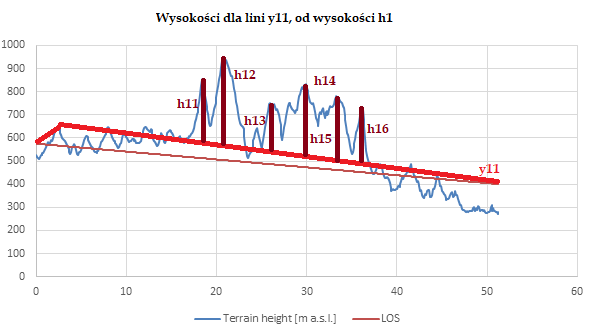 Wysokości dla lini y11, od wysokości h1
1000
900
800
700
600
500
400
300
200
100
0
h11
h12
h13
h14
h15
h16
y11
0 10 20 30 40 50 60
Terrain height [m a.s.l.] LOS